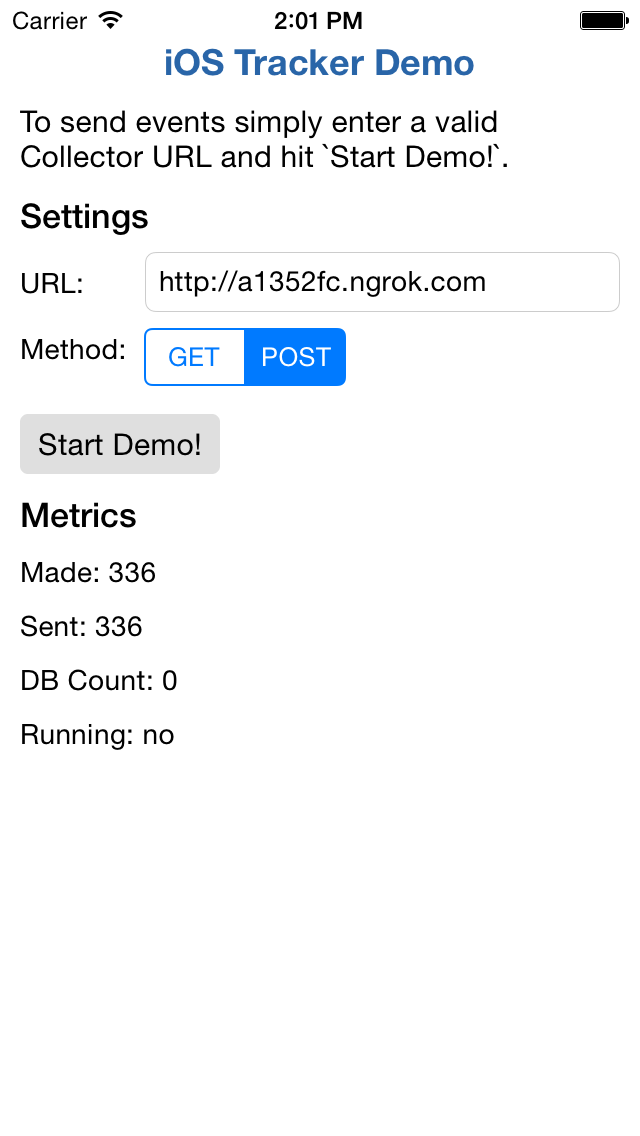 Carrier 2:01 PM
iOS Tracker Demo
To send events simply enter a valid
Collector URL and hit `Start Demo!`.
Settings
URL: http://a1352fc.ngrok.com
Method: GET POST
Start Demo!
Metrics
Made: 336
Sent: 336
DB Count: 0
Running: no